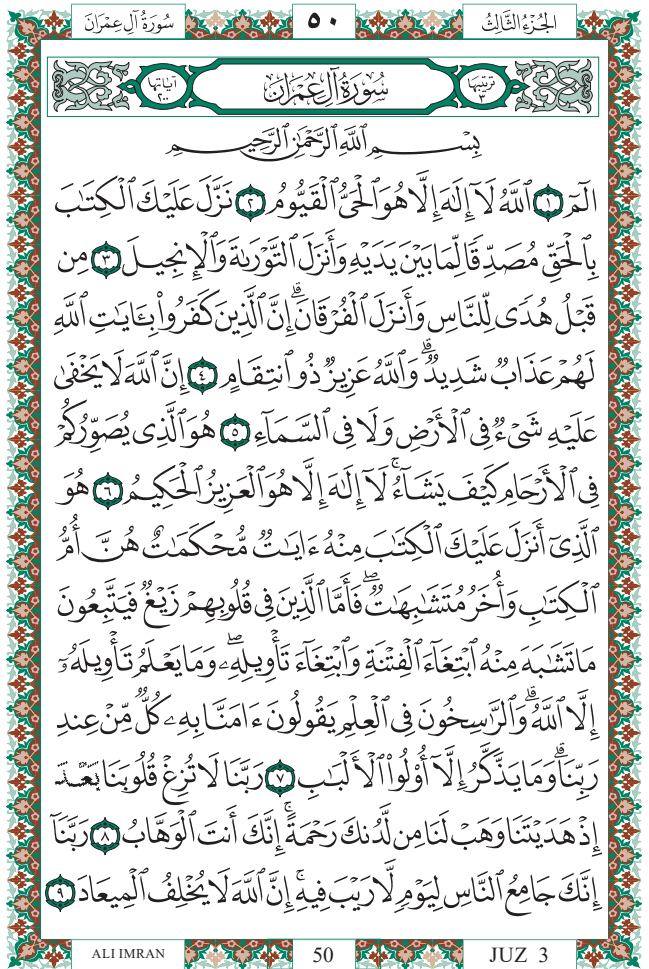 الجُزْءُ الثَّالِثُ ٥٠ سُورَةُ آلِ عِمْرَانَ
تَرْتِيبُهَا ٣ سُورَةُ آلِ عِمْرَانَ آيَاتُهَا ٢٠٠
بِسْمِ ٱللَّهِ ٱلرَّحْمَٰنِ ٱلرَّحِيمِ
الٓمٓ ١ ٱللَّهُ لَآ إِلَٰهَ إِلَّا هُوَ ٱلْحَىُّ ٱلْقَيُّومُ ٢ نَزَّلَ عَلَيْكَ ٱلْكِتَٰبَ
بِٱلْحَقِّ مُصَدِّقًا لِّمَا بَيْنَ يَدَيْهِ وَأَنزَلَ ٱلتَّوْرَىٰةَ وَٱلْإِنجِيلَ ٣ مِن
قَبْلُ هُدًى لِّلنَّاسِ وَأَنزَلَ ٱلْفُرْقَانَ ۗ إِنَّ ٱلَّذِينَ كَفَرُوا۟ بِـَٔايَٰتِ ٱللَّهِ
لَهُمْ عَذَابٌ شَدِيدٌ ۗ وَٱللَّهُ عَزِيزٌ ذُو ٱنتِقَامٍ ٤ إِنَّ ٱللَّهَ لَا يَخْفَىٰ
عَلَيْهِ شَىْءٌ فِى ٱلْأَرْضِ وَلَا فِى ٱلسَّمَآءِ ٥ هُوَ ٱلَّذِى يُصَوِّرُكُمْ
فِى ٱلْأَرْحَامِ كَيْفَ يَشَآءُ ۚ لَآ إِلَٰهَ إِلَّا هُوَ ٱلْعَزِيزُ ٱلْحَكِيمُ ٦ هُوَ
ٱلَّذِىٓ أَنزَلَ عَلَيْكَ ٱلْكِتَٰبَ مِنْهُ ءَايَٰتٌ مُّحْكَمَٰتٌ هُنَّ أُمُّ
ٱلْكِتَٰبِ وَأُخَرُ مُتَشَٰبِهَٰتٌ ۖ فَأَمَّا ٱلَّذِينَ فِى قُلُوبِهِمْ زَيْغٌ فَيَتَّبِعُونَ
مَا تَشَٰبَهَ مِنْهُ ٱبْتِغَآءَ ٱلْفِتْنَةِ وَٱبْتِغَآءَ تَأْوِيلِهِۦ ۖ وَمَا يَعْلَمُ تَأْوِيلَهُۥٓ
إِلَّا ٱللَّهُ ۗ وَٱلرَّٰسِخُونَ فِى ٱلْعِلْمِ يَقُولُونَ ءَامَنَّا بِهِۦ كُلٌّ مِّنْ عِندِ
رَبِّنَا ۗ وَمَا يَذَّكَّرُ إِلَّآ أُو۟لُوا۟ ٱلْأَلْبَٰبِ ٧ رَبَّنَا لَا تُزِغْ قُلُوبَنَا
إِذْ هَدَيْتَنَا وَهَبْ لَنَا مِن لَّدُنكَ رَحْمَةً ۚ إِنَّكَ أَنتَ ٱلْوَهَّابُ ٨ رَبَّنَآ
إِنَّكَ جَامِعُ ٱلنَّاسِ لِيَوْمٍ لَّا رَيْبَ فِيهِ ۚ إِنَّ ٱللَّهَ لَا يُخْلِفُ ٱلْمِيعَادَ ٩
ALI IMRAN 50 JUZ 3